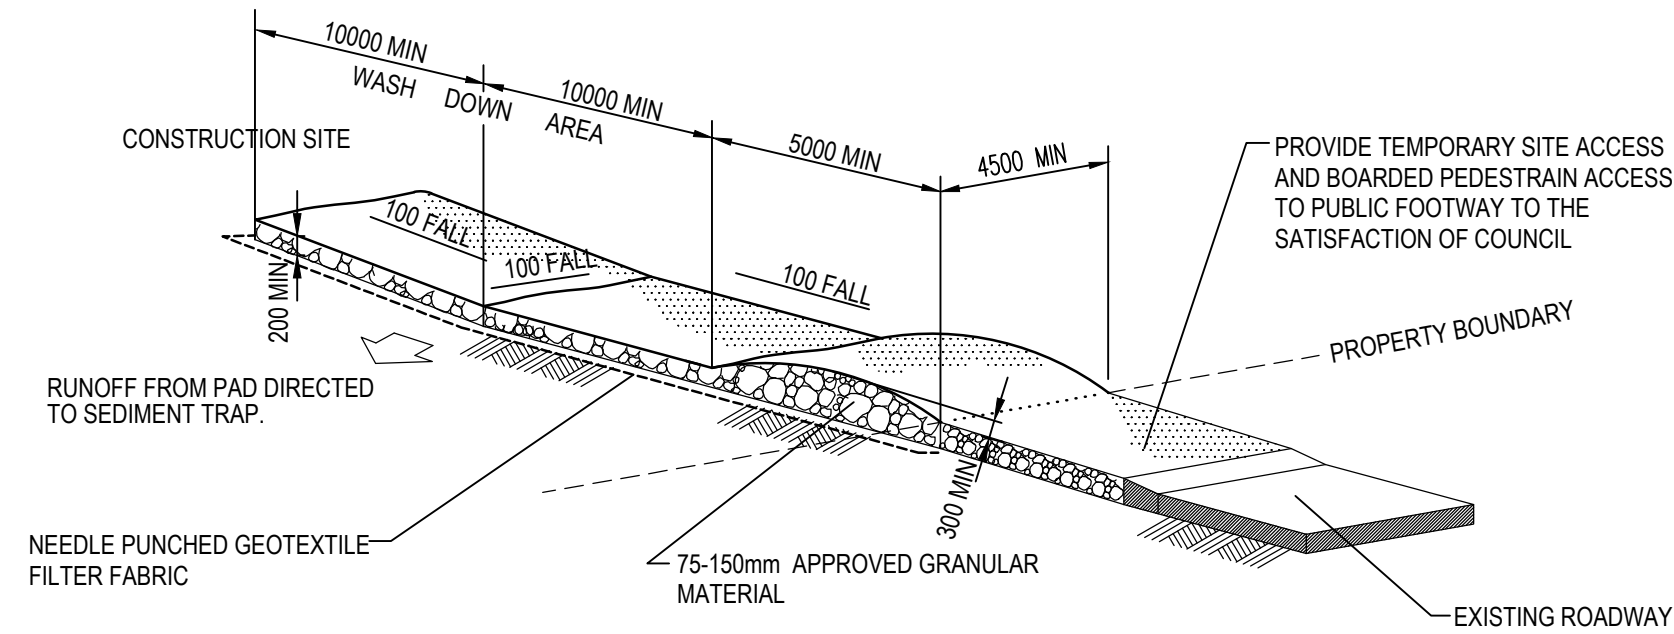 10000 MIN
WASH DOWN AREA
10000 MIN
5000 MIN
4500 MIN
CONSTRUCTION SITE
PROVIDE TEMPORARY SITE ACCESS
AND BOARDED PEDESTRAIN ACCESS
TO PUBLIC FOOTWAY TO THE
SATISFACTION OF COUNCIL
100 FALL
100 FALL
100 FALL
200 MIN
PROPERTY BOUNDARY
RUNOFF FROM PAD DIRECTED
TO SEDIMENT TRAP.
300 MIN
NEEDLE PUNCHED GEOTEXTILE
FILTER FABRIC
75-150mm APPROVED GRANULAR
MATERIAL
EXISTING ROADWAY